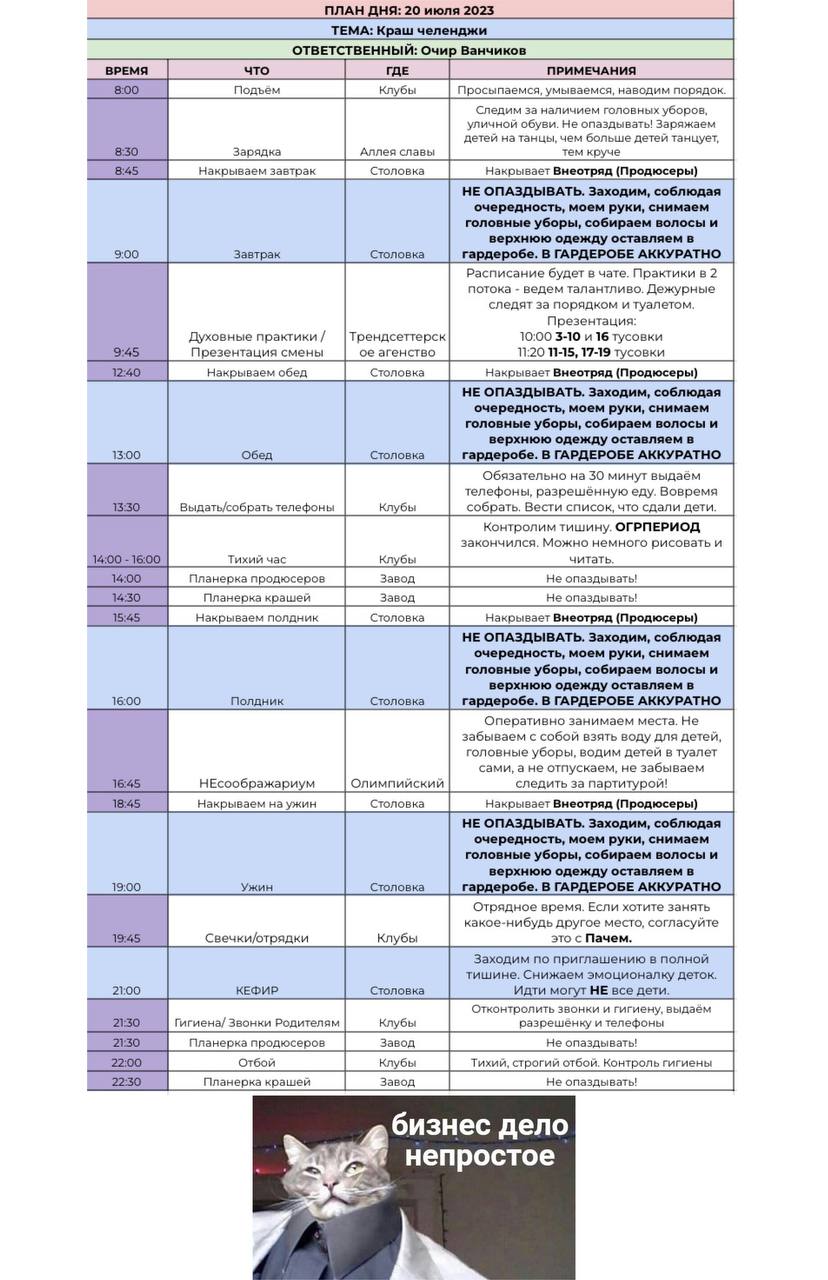 ПЛАН ДНЯ: 20 июля 2023
ТЕМА: Краш челенджи
ОТВЕТСТВЕННЫЙ: Очир Ванчиков
ВРЕМЯ ЧТО ГДЕ ПРИМЕЧАНИЯ
8:00 Подъём Клубы Просыпаемся, умываемся, наводим порядок.
Следим за наличием головных уборов,
уличной обуви. Не опаздывать! Заряжаем
детей на танцы, чем больше детей танцует,
8:30 Зарядка Аллея славы тем круче
8:45 Накрываем завтрак Столовка Накрывает Внеотряд (Продюсеры)
НЕ ОПАЗДЫВАТЬ. Заходим, соблюдая
очередность, моем руки, снимаем
головные уборы, собираем волосы и
верхнюю одежду оставляем в
9:00 Завтрак Столовка гардеробе. В ГАРДЕРОБЕ АККУРАТНО
Расписание будет в чате. Практики в 2
потока - ведем талантливо. Дежурные
следят за порядком и туалетом.
Презентация:
Духовные практики / Трендсеттерск 10:00 3-10 и 16 тусовки
9:45 Презентация смены ое агенство 11:20 11-15, 17-19 тусовки
12:40 Накрываем обед Столовка Накрывает Внеотряд (Продюсеры)
НЕ ОПАЗДЫВАТЬ. Заходим, соблюдая
очередность, моем руки, снимаем
головные уборы, собираем волосы и
верхнюю одежду оставляем в
13:00 Обед Столовка гардеробе. В ГАРДЕРОБЕ АККУРАТНО
Обязательно на 30 минут выдаём
телефоны, разрешённую еду. Вовремя
13:30 Выдать/собрать телефоны Клубы собрать. Вести список, что сдали дети.
Контролим тишину. ОГРПЕРИОД
закончился. Можно немного рисовать и
14:00 - 16:00 Тихий час Клубы читать.
14:00 Планерка продюсеров Завод Не опаздывать!
14:30 Планерка крашей Завод Не опаздывать!
15:45 Накрываем полдник Столовка Накрывает Внеотряд (Продюсеры)
НЕ ОПАЗДЫВАТЬ. Заходим, соблюдая
очередность, моем руки, снимаем
головные уборы, собираем волосы и
верхнюю одежду оставляем в
16:00 Полдник Столовка гардеробе. В ГАРДЕРОБЕ АККУРАТНО
Оперативно занимаем места. Не
забываем с собой взять воду для детей,
головные уборы, водим детей в туалет
сами, а не отпускаем, не забываем
16:45 НЕсоображариум Олимпийский следить за партитурой!
18:45 Накрываем на ужин Столовка Накрывает Внеотряд (Продюсеры)
НЕ ОПАЗДЫВАТЬ. Заходим, соблюдая
очередность, моем руки, снимаем
головные уборы, собираем волосы и
верхнюю одежду оставляем в
19:00 Ужин Столовка гардеробе. В ГАРДЕРОБЕ АККУРАТНО
Отрядное время. Если хотите занять
какое-нибудь другое место, согласуйте
19:45 Свечки/отрядки Клубы это с Пачем.
Заходим по приглашению в полной
тишине. Снижаем эмоционалку деток.
21:00 КЕФИР Столовка Идти могут НЕ все дети.
Отконтролить звонки и гигиену, выдаём
21:30 Гигиена/ Звонки Родителям Клубы разрешёнку и телефоны
21:30 Планерка продюсеров Завод Не опаздывать!
22:00 Отбой Клубы Тихий, строгий отбой. Контроль гигиены
22:30 Планерка крашей Завод Не опаздывать!
бизнес дело
непростое